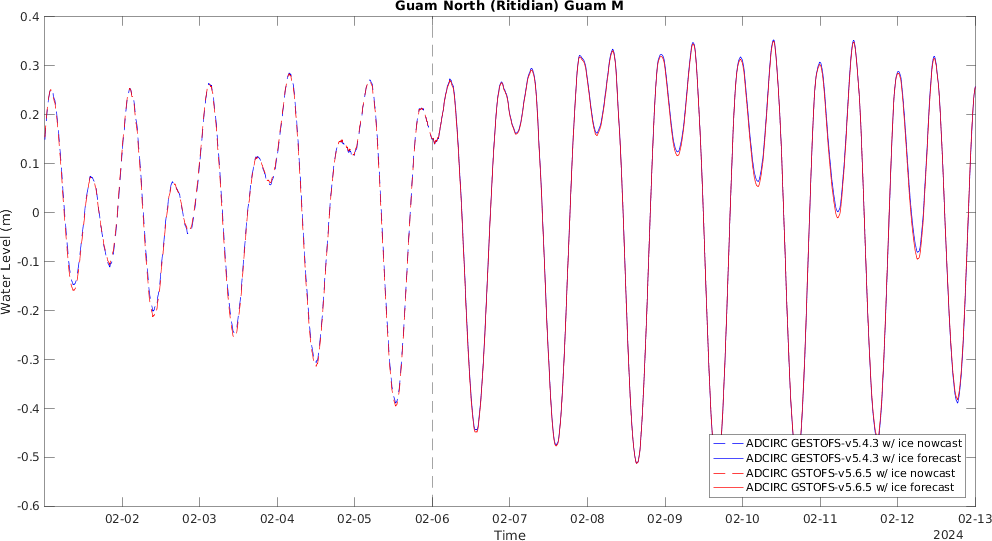 Guam North (Ritidian) Guam M
Water Level (m)
0.4
0.3
0.2
0.1
0
-0.1
-0.2
-0.3
-0.4
-0.5
-0.6
ADCIRC GESTOFS-v5.4.3 w/ ice nowcast
ADCIRC GESTOFS-v5.4.3 w/ ice forecast
ADCIRC GSTOFS-v5.6.5 w/ ice nowcast
ADCIRC GSTOFS-v5.6.5 w/ ice forecast
02-02 02-03 02-04 02-05 02-06 02-07 02-08 02-09 02-10 02-11 02-12 02-13
Time
2024